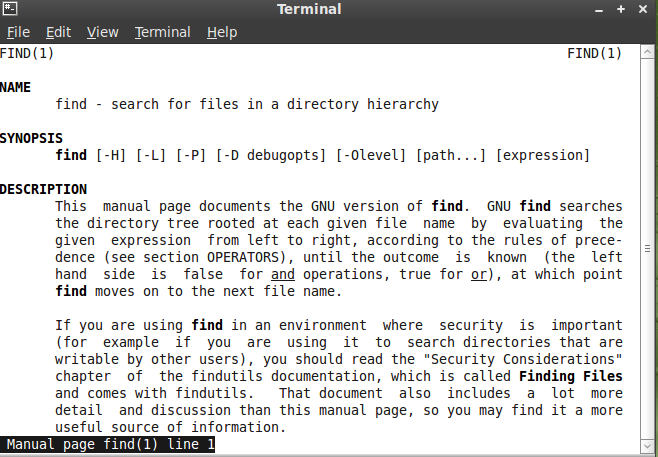 Terminal
File Edit View Terminal Help
FIND(1) FIND(1)
NAME
find - search for files in a directory hierarchy
SYNOPSIS
find [-H] [-L] [-P] [-D debugopts] [-Olevel] [path...] [expression]
DESCRIPTION
This manual page documents the GNU version of find. GNU find searches
the directory tree rooted at each given file name by evaluating the
given expression from left to right, according to the rules of prece-
dence (see section OPERATORS), until the outcome is known (the left
hand side is false for and operations, true for or), at which point
find moves on to the next file name.
If you are using find in an environment where security is important
(for example if you are using it to search directories that are
writable by other users), you should read the "Security Considerations"
chapter of the findutils documentation, which is called Finding Files
and comes with findutils. That document also includes a lot more
detail and discussion than this manual page, so you may find it a more
useful source of information.
Manual page find(1) line 1